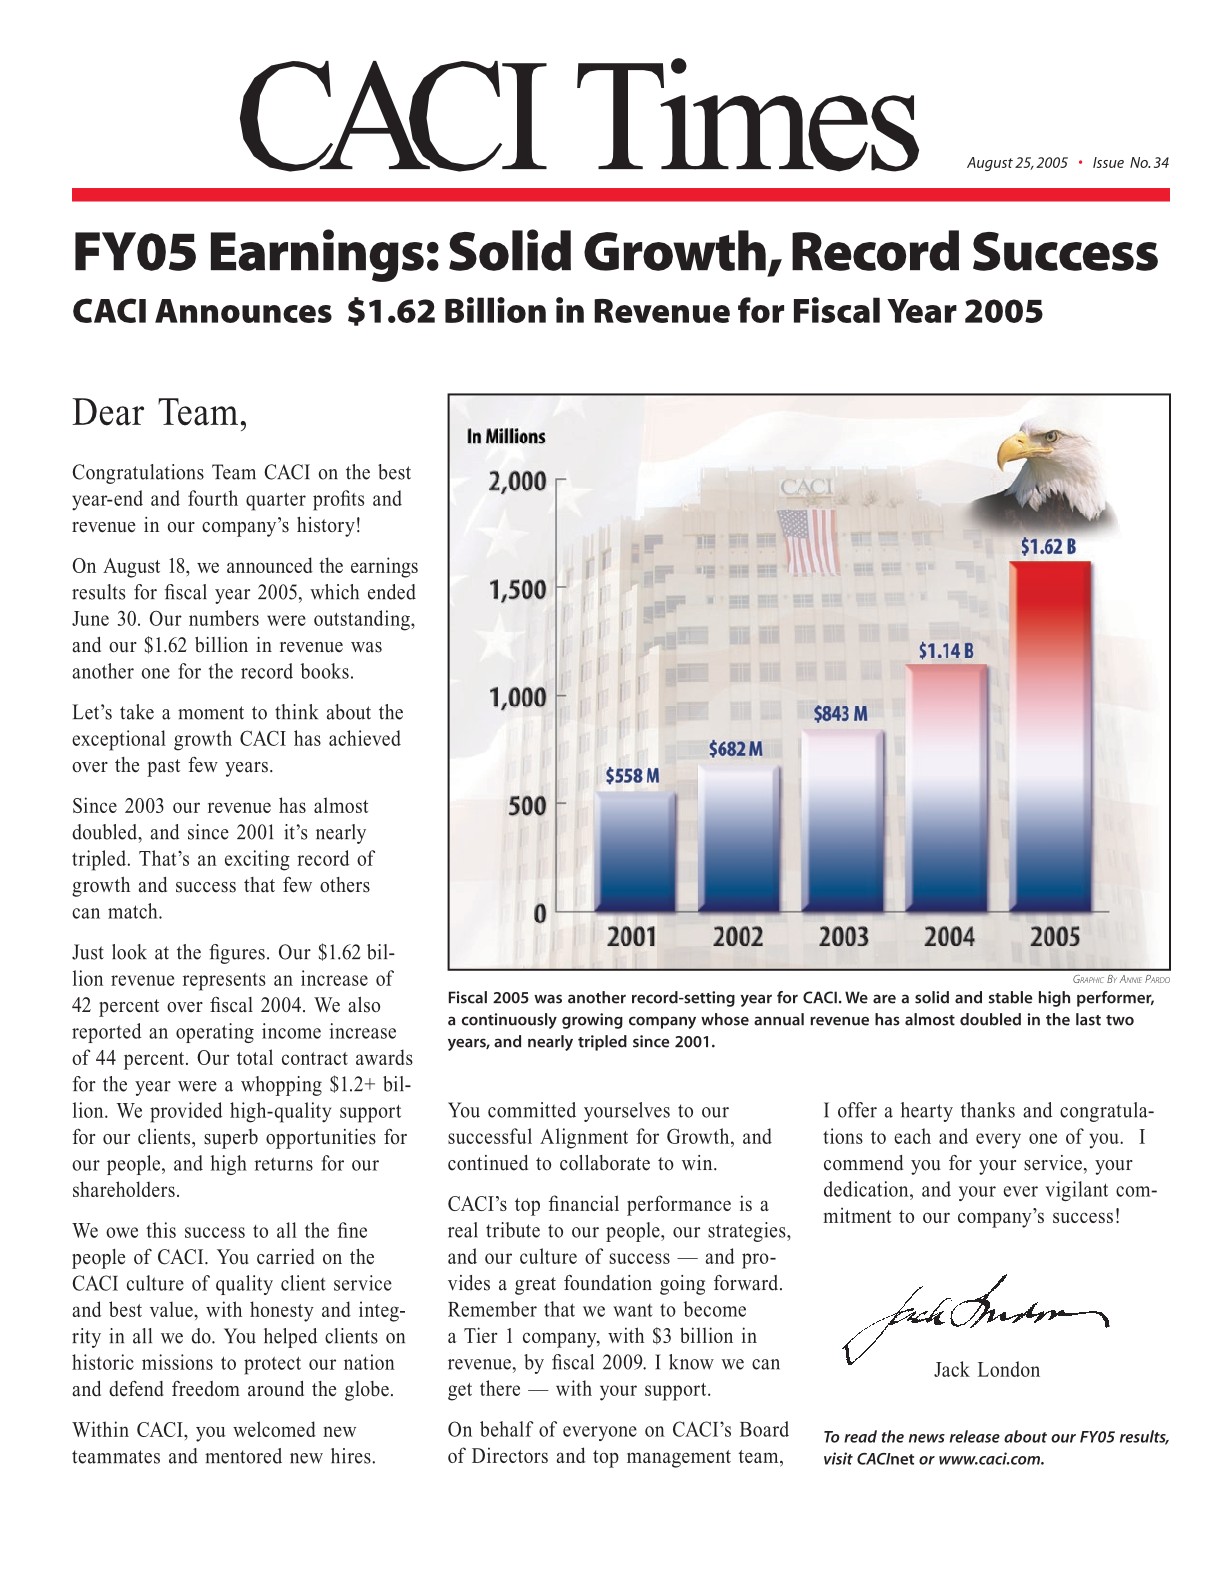 CACI Times
August 25, 2005 • Issue No. 34
FY05 Earnings: Solid Growth, Record Success
CACI Announces $1.62 Billion in Revenue for Fiscal Year 2005
Dear Team,
Congratulations Team CACI on the best
year-end and fourth quarter profits and
revenue in our company's history!
On August 18, we announced the earnings
results for fiscal year 2005, which ended
June 30. Our numbers were outstanding,
and our $1.62 billion in revenue was
another one for the record books.
Let's take a moment to think about the
exceptional growth CACI has achieved
over the past few years.
Since 2003 our revenue has almost
doubled, and since 2001 it's nearly
tripled. That's an exciting record of
growth and success that few others
can match.
Just look at the figures. Our $1.62 bil-
lion revenue represents an increase of
42 percent over fiscal 2004. We also
reported an operating income increase
of 44 percent. Our total contract awards
for the year were a whopping $1.2+ bil-
lion. We provided high-quality support
for our clients, superb opportunities for
our people, and high returns for our
shareholders.
We owe this success to all the fine
people of CACI. You carried on the
CACI culture of quality client service
and best value, with honesty and integ-
rity in all we do. You helped clients on
historic missions to protect our nation
and defend freedom around the globe.
Within CACI, you welcomed new
teammates and mentored new hires.
In Millions
2,000
1,500
1,000
500
0
CACI
$558 M
$682 M
$843 M
$1.14 B
$1.62 B
2001 2002 2003 2004 2005
Graphic By Annie Pardo
Fiscal 2005 was another record-setting year for CACI. We are a solid and stable high performer,
a continuously growing company whose annual revenue has almost doubled in the last two
years, and nearly tripled since 2001.
You committed yourselves to our
successful Alignment for Growth, and
continued to collaborate to win.
CACI's top financial performance is a
real tribute to our people, our strategies,
and our culture of success — and pro-
vides a great foundation going forward.
Remember that we want to become
a Tier 1 company, with $3 billion in
revenue, by fiscal 2009. I know we can
get there — with your support.
On behalf of everyone on CACI's Board
of Directors and top management team,
I offer a hearty thanks and congratula-
tions to each and every one of you. I
commend you for your service, your
dedication, and your ever vigilant com-
mitment to our company's success!
Jack London
Jack London
To read the news release about our FY05 results,
visit CACInet or www.caci.com.